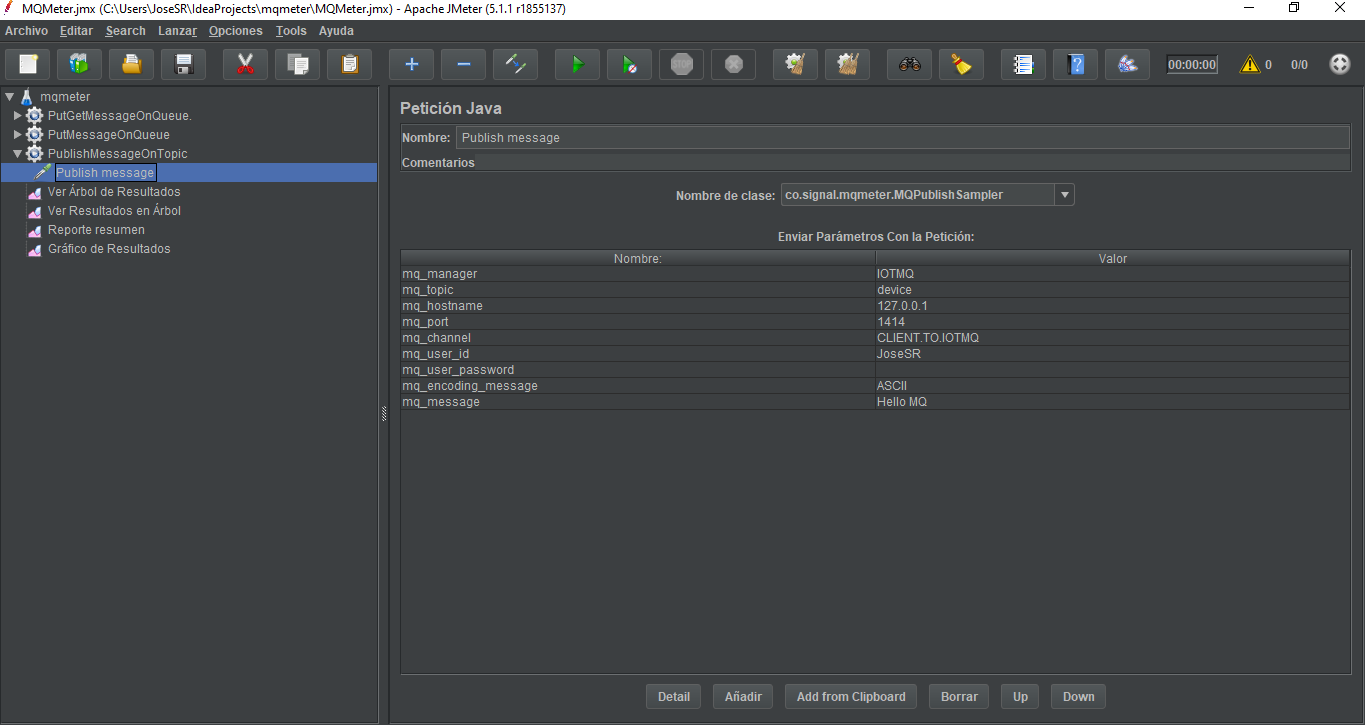 MQMeter.jmx (C:\Users\JoseSR\IdeaProjects\mqmeter\MQMeter.jmx) - Apache JMeter (5.1.1 r1855137)
Archivo Editar Search Lanzar Opciones Tools Ayuda
STOP 00:00:00 0 0/0
mqmeter
PutGetMessageOnQueue.
PutMessageOnQueue
PublishMessageOnTopic
Publish message
Ver Árbol de Resultados
Ver Resultados en Árbol
Reporte resumen
Gráfico de Resultados
Petición Java
Nombre: Publish message
Comentarios
Nombre de clase: co.signal.mqmeter.MQPublishSampler
Enviar Parámetros Con la Petición:
Nombre: Valor
mq_manager IOTMQ
mq_topic device
mq_hostname 127.0.0.1
mq_port 1414
mq_channel CLIENT.TO.IOTMQ
mq_user_id JoseSR
mq_user_password
mq_encoding_message ASCII
mq_message Hello MQ
Detail Añadir Add from Clipboard Borrar Up Down